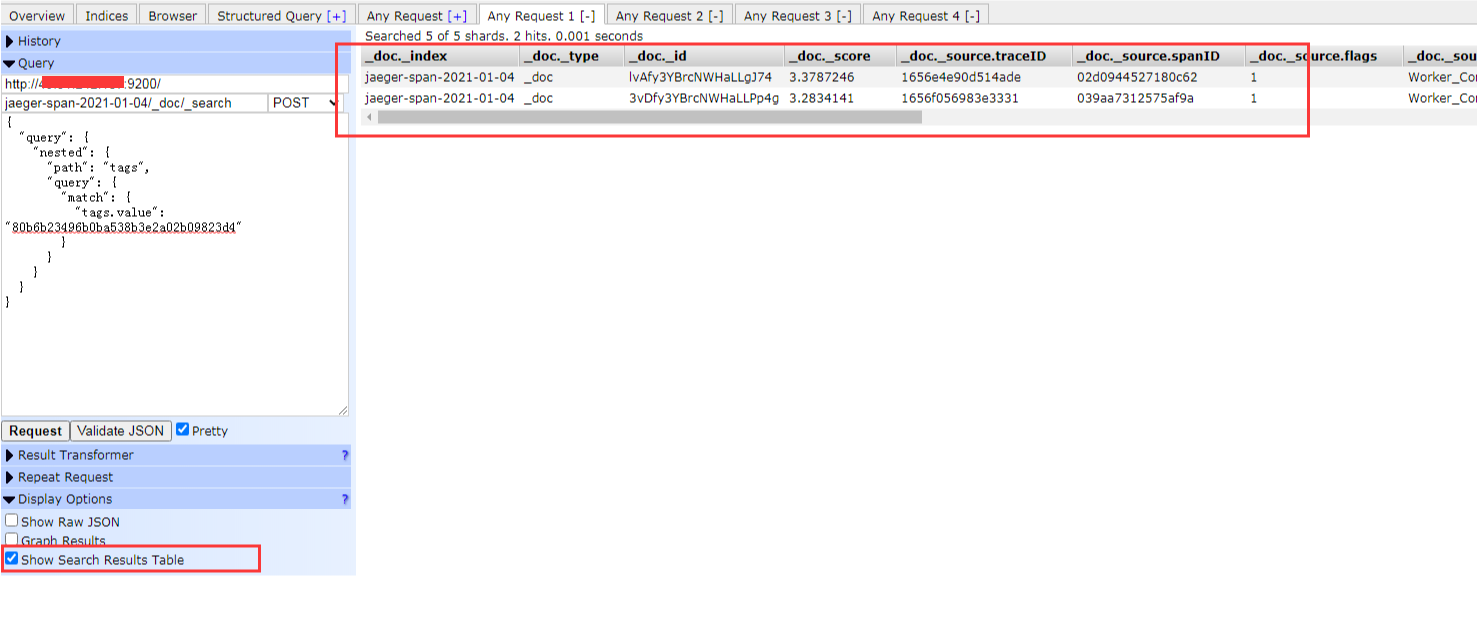 Overview Indices Browser Structured Query [+] Any Request [+] Any Request 1 [-] Any Request 2 [-] Any Request 3 [-] Any Request 4 [-]
History
Query
http:// :9200/
jaeger-span-2021-01-04/_doc/_search POST
{
"query": {
"nested": {
"path": "tags",
"query": {
"match": {
"tags.value":
"80b6b23496b0ba538b3e2a02b09823d4"
}
}
}
}
}
Request Validate JSON Pretty
Result Transformer ?
Repeat Request
Display Options ?
Show Raw JSON
Graph Results
Show Search Results Table
Searched 5 of 5 shards. 2 hits. 0.001 seconds
_doc._index _doc._type _doc._id _doc._score _doc._source.traceID _doc._source.spanID _doc._source.flags _doc._sou
jaeger-span-2021-01-04 _doc lvAfy3YBrcNWHaLLgJ74 3.3787246 1656e4e90d514ade 02d0944527180c62 1 Worker_Cor
jaeger-span-2021-01-04 _doc 3vDfy3YBrcNWHaLLPp4g 3.2834141 1656f056983e3331 039aa7312575af9a 1 Worker_Cor